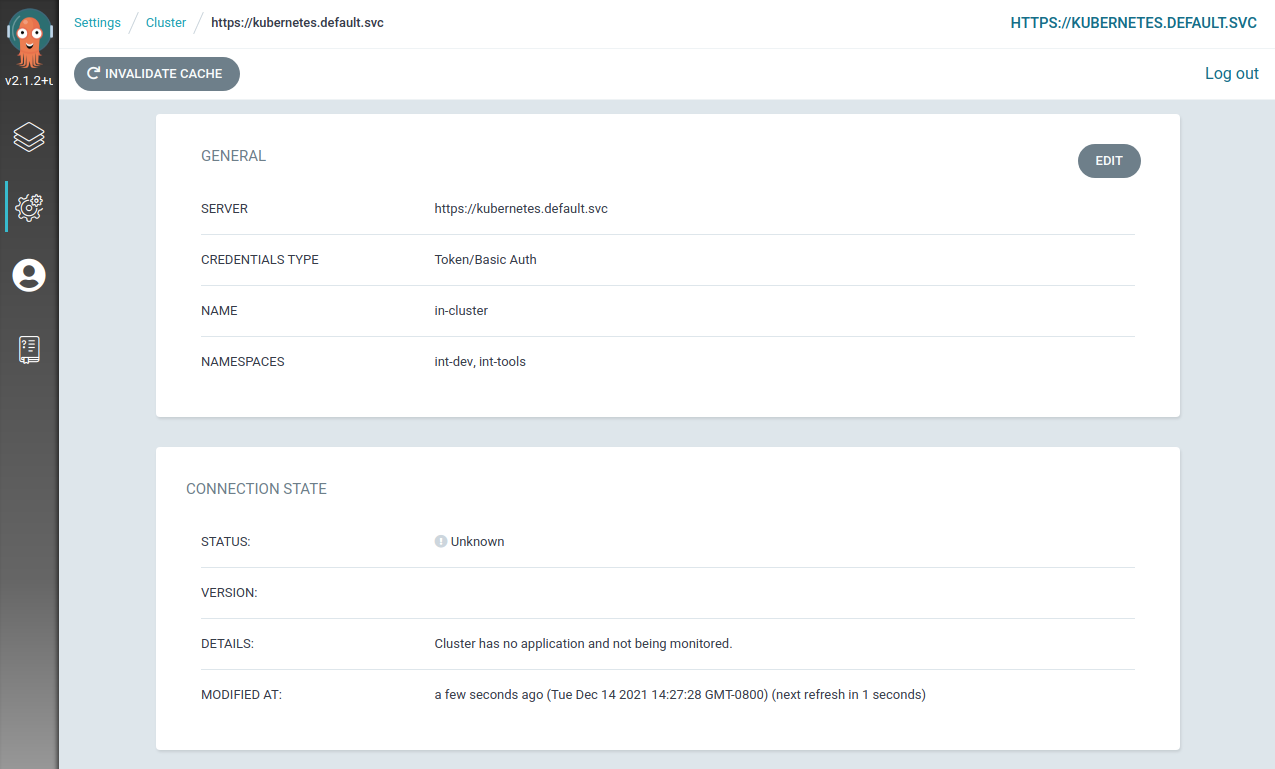 Settings / Cluster / https://kubernetes.default.svc
HTTPS://KUBERNETES.DEFAULT.SVC
v2.1.2+u
INVALIDATE CACHE
Log out
GENERAL
EDIT
SERVER https://kubernetes.default.svc
CREDENTIALS TYPE Token/Basic Auth
NAME in-cluster
NAMESPACES int-dev, int-tools
CONNECTION STATE
STATUS: Unknown
VERSION:
DETAILS: Cluster has no application and not being monitored.
MODIFIED AT: a few seconds ago (Tue Dec 14 2021 14:27:28 GMT-0800) (next refresh in 1 seconds)